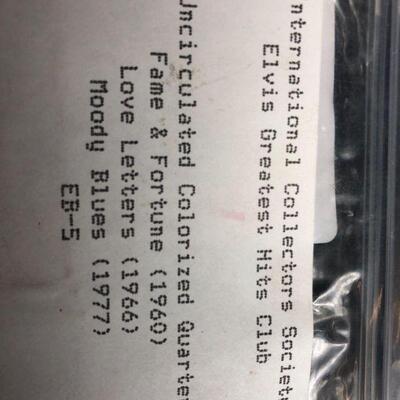 nternational Collectors Societ
Elvis Greatest Hits Club
Uncirculated Colorized Quarte
Fame & Fortune (1960)
Love Letters (1966)
Moody Blues (1977)
EB-5